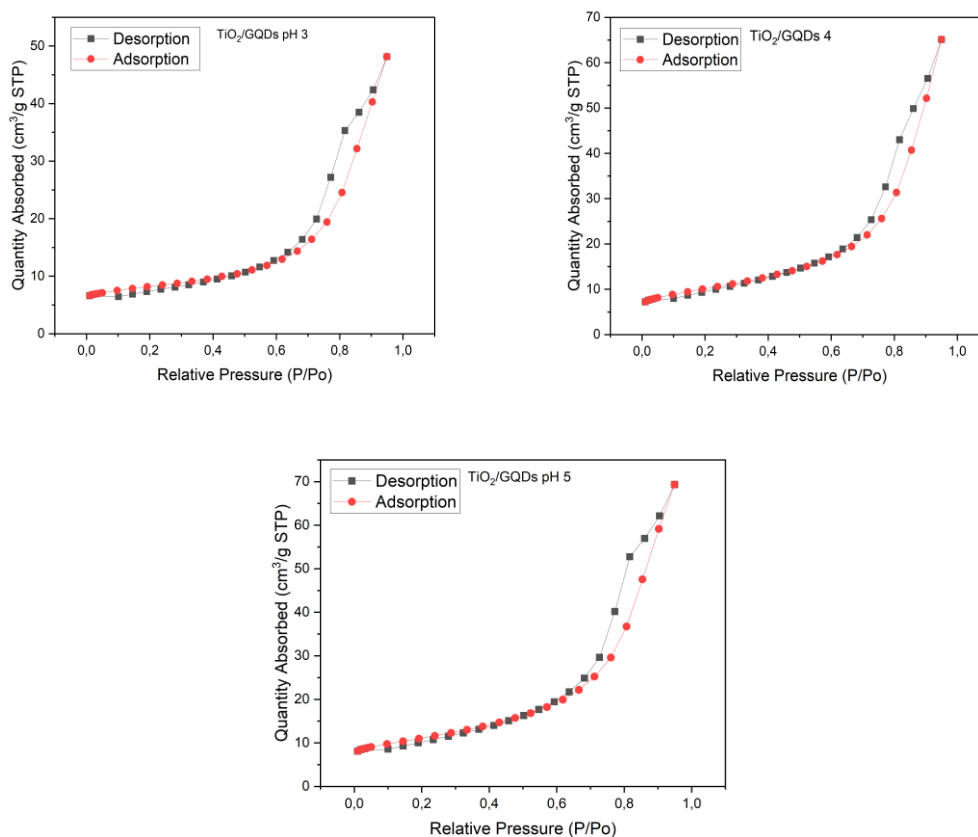 Desorption
Adsorption
TiO₂/GQDs pH 3
Quantity Absorbed (cm³/g STP)
50
40
30
20
10
0
0,0 0,2 0,4 0,6 0,8 1,0
Relative Pressure (P/Po)
Desorption
Adsorption
TiO₂/GQDs 4
Quantity Absorbed (cm³/g STP)
70
60
50
40
30
20
10
0
0,0 0,2 0,4 0,6 0,8 1,0
Relative Pressure (P/Po)
Desorption
Adsorption
TiO₂/GQDs pH 5
Quantity Absorbed (cm³/g STP)
70
60
50
40
30
20
10
0
0,0 0,2 0,4 0,6 0,8 1,0
Relative Pressure (P/Po)